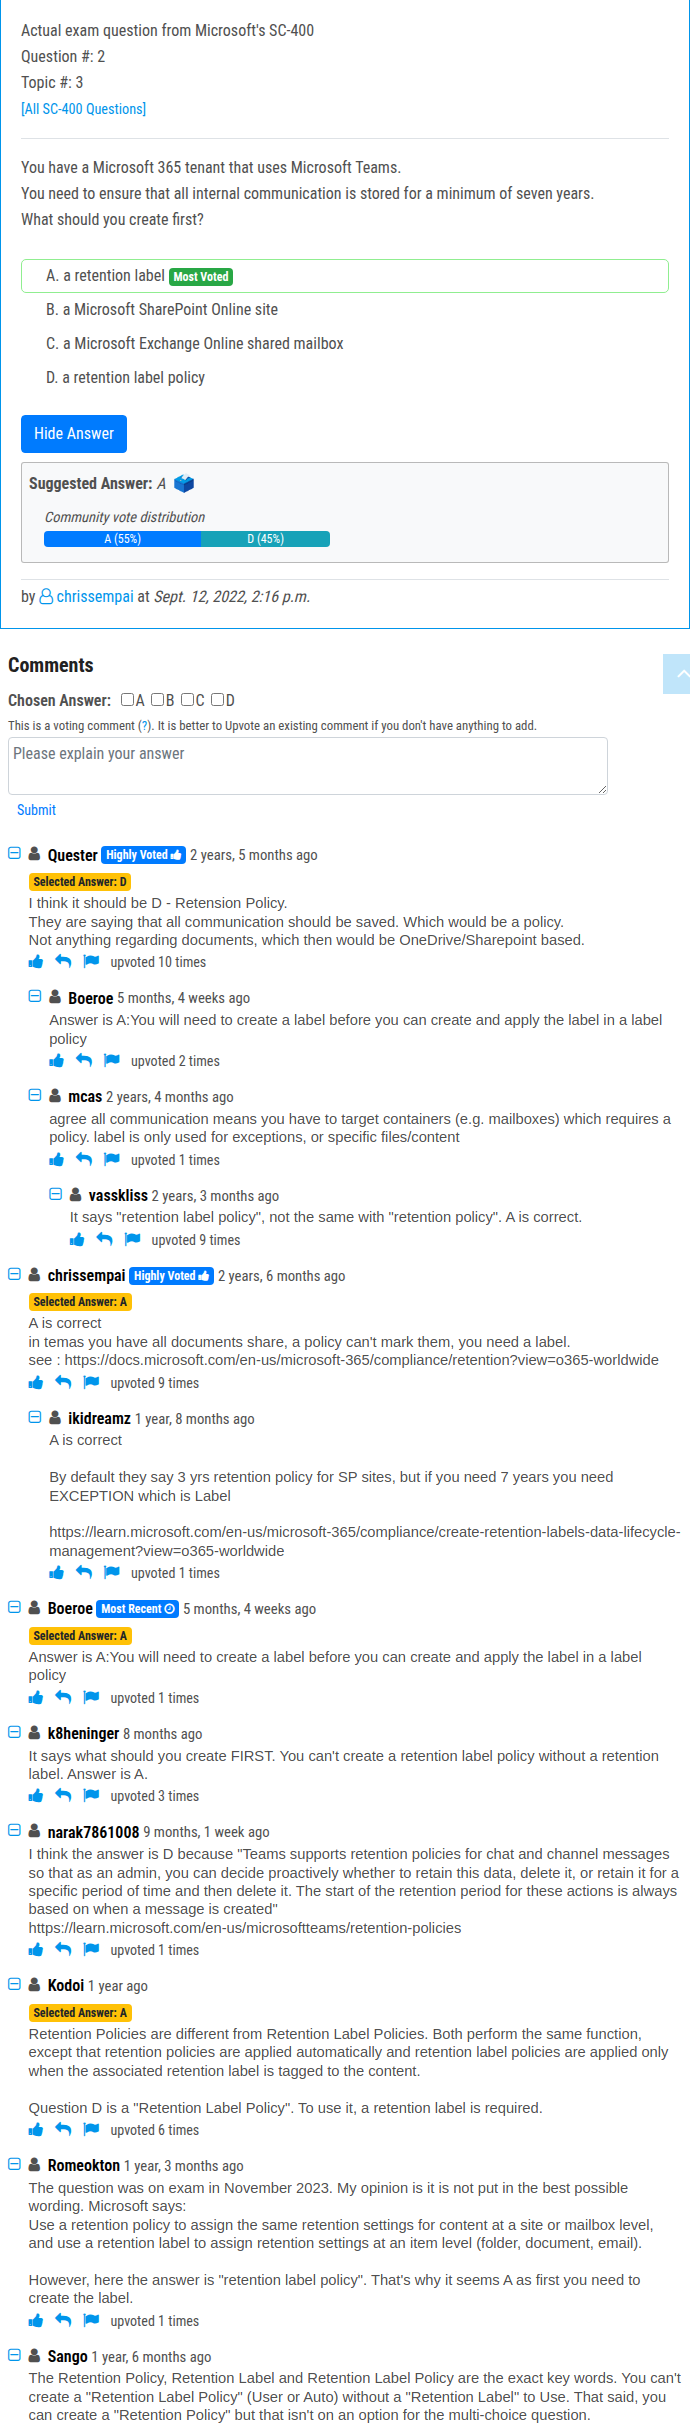 Actual exam question from Microsoft's SC-400
Question #: 2
Topic #: 3
[All SC-400 Questions]
You have a Microsoft 365 tenant that uses Microsoft Teams.
You need to ensure that all internal communication is stored for a minimum of seven years.
What should you create first?
A. a retention label Most Voted
B. a Microsoft SharePoint Online site
C. a Microsoft Exchange Online shared mailbox
D. a retention label policy
Hide Answer
Suggested Answer: A
Community vote distribution
A (55%) D (45%)
by chrissempai at Sept. 12, 2022, 2:16 p.m.
Comments
Chosen Answer: A B C D
This is a voting comment (?). It is better to Upvote an existing comment if you don't have anything to add.
Please explain your answer
Submit
Quester Highly Voted 2 years, 5 months ago
Selected Answer: D
I think it should be D - Retension Policy.
They are saying that all communication should be saved. Which would be a policy.
Not anything regarding documents, which then would be OneDrive/Sharepoint based.
upvoted 10 times
Boeroe 5 months, 4 weeks ago
Answer is A:You will need to create a label before you can create and apply the label in a label
policy
upvoted 2 times
mcas 2 years, 4 months ago
agree all communication means you have to target containers (e.g. mailboxes) which requires a
policy. label is only used for exceptions, or specific files/content
upvoted 1 times
vasskliss 2 years, 3 months ago
It says "retention label policy", not the same with "retention policy". A is correct.
upvoted 9 times
chrissempai Highly Voted 2 years, 6 months ago
Selected Answer: A
A is correct
in temas you have all documents share, a policy can't mark them, you need a label.
see : https://docs.microsoft.com/en-us/microsoft-365/compliance/retention?view=o365-worldwide
upvoted 9 times
ikidreamz 1 year, 8 months ago
A is correct
By default they say 3 yrs retention policy for SP sites, but if you need 7 years you need
EXCEPTION which is Label
https://learn.microsoft.com/en-us/microsoft-365/compliance/create-retention-labels-data-lifecycle-
management?view=o365-worldwide
upvoted 1 times
Boeroe Most Recent 5 months, 4 weeks ago
Selected Answer: A
Answer is A:You will need to create a label before you can create and apply the label in a label
policy
upvoted 1 times
k8heninger 8 months ago
It says what should you create FIRST. You can't create a retention label policy without a retention
label. Answer is A.
upvoted 3 times
narak7861008 9 months, 1 week ago
I think the answer is D because "Teams supports retention policies for chat and channel messages
so that as an admin, you can decide proactively whether to retain this data, delete it, or retain it for a
specific period of time and then delete it. The start of the retention period for these actions is always
based on when a message is created"
https://learn.microsoft.com/en-us/microsoftteams/retention-policies
upvoted 1 times
Kodoi 1 year ago
Selected Answer: A
Retention Policies are different from Retention Label Policies. Both perform the same function,
except that retention policies are applied automatically and retention label policies are applied only
when the associated retention label is tagged to the content.
Question D is a "Retention Label Policy". To use it, a retention label is required.
upvoted 6 times
Romeokton 1 year, 3 months ago
The question was on exam in November 2023. My opinion is it is not put in the best possible
wording. Microsoft says:
Use a retention policy to assign the same retention settings for content at a site or mailbox level,
and use a retention label to assign retention settings at an item level (folder, document, email).
However, here the answer is "retention label policy". That's why it seems A as first you need to
create the label.
upvoted 1 times
Sango 1 year, 6 months ago
The Retention Policy, Retention Label and Retention Label Policy are the exact key words. You can't
create a "Retention Label Policy" (User or Auto) without a "Retention Label" to Use. That said, you
can create a "Retention Policy" but that isn't on an option for the multi-choice question.